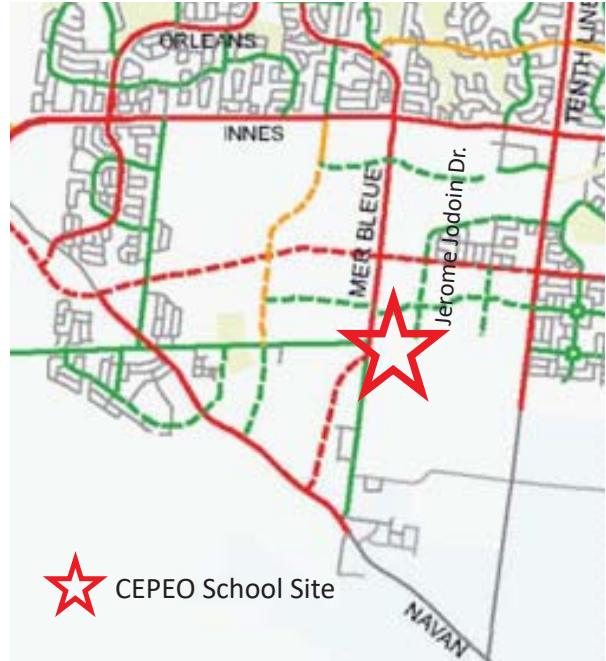 ORLEANS
TENTH LINE
INNES
MER BLEUE
Jerome Jodoin Dr.
CEPEO School Site
NAVAN